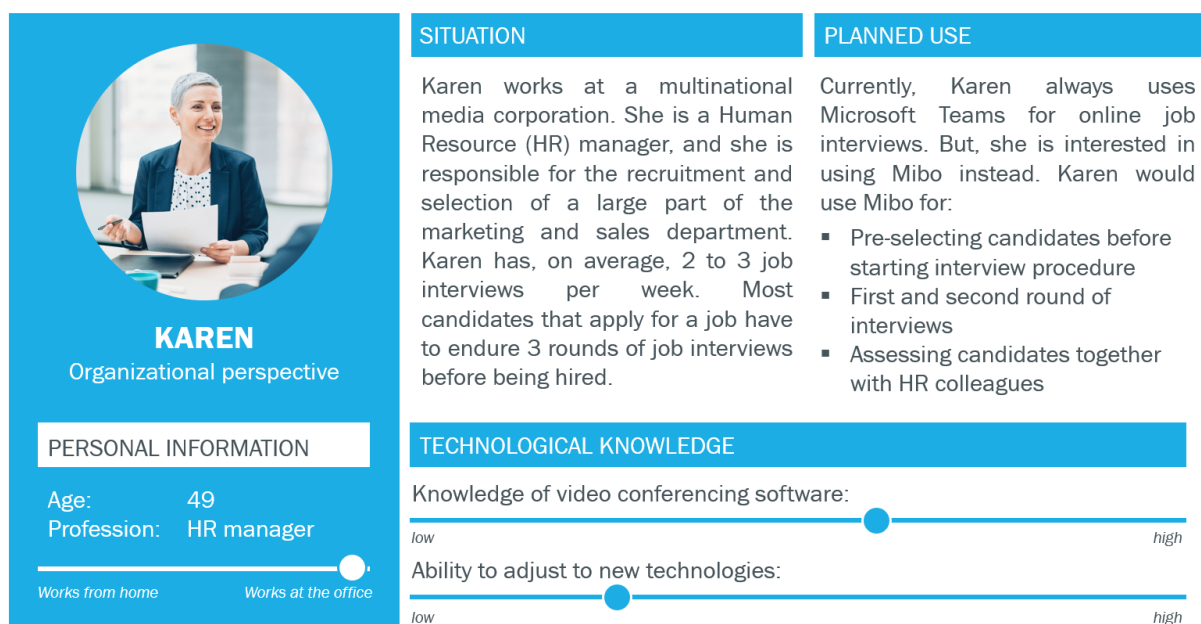 KAREN
Organizational perspective
PERSONAL INFORMATION
Age: 49
Profession: HR manager
Works from home Works at the office
SITUATION
Karen works at a multinational
media corporation. She is a Human
Resource (HR) manager, and she is
responsible for the recruitment and
selection of a large part of the
marketing and sales department.
Karen has, on average, 2 to 3 job
interviews per week. Most
candidates that apply for a job have
to endure 3 rounds of job interviews
before being hired.
PLANNED USE
Currently, Karen always uses
Microsoft Teams for online job
interviews. But, she is interested in
using Mibo instead. Karen would
use Mibo for:
▪ Pre-selecting candidates before
starting interview procedure
▪ First and second round of
interviews
▪ Assessing candidates together
with HR colleagues
TECHNOLOGICAL KNOWLEDGE
Knowledge of video conferencing software:
low high
Ability to adjust to new technologies:
low high